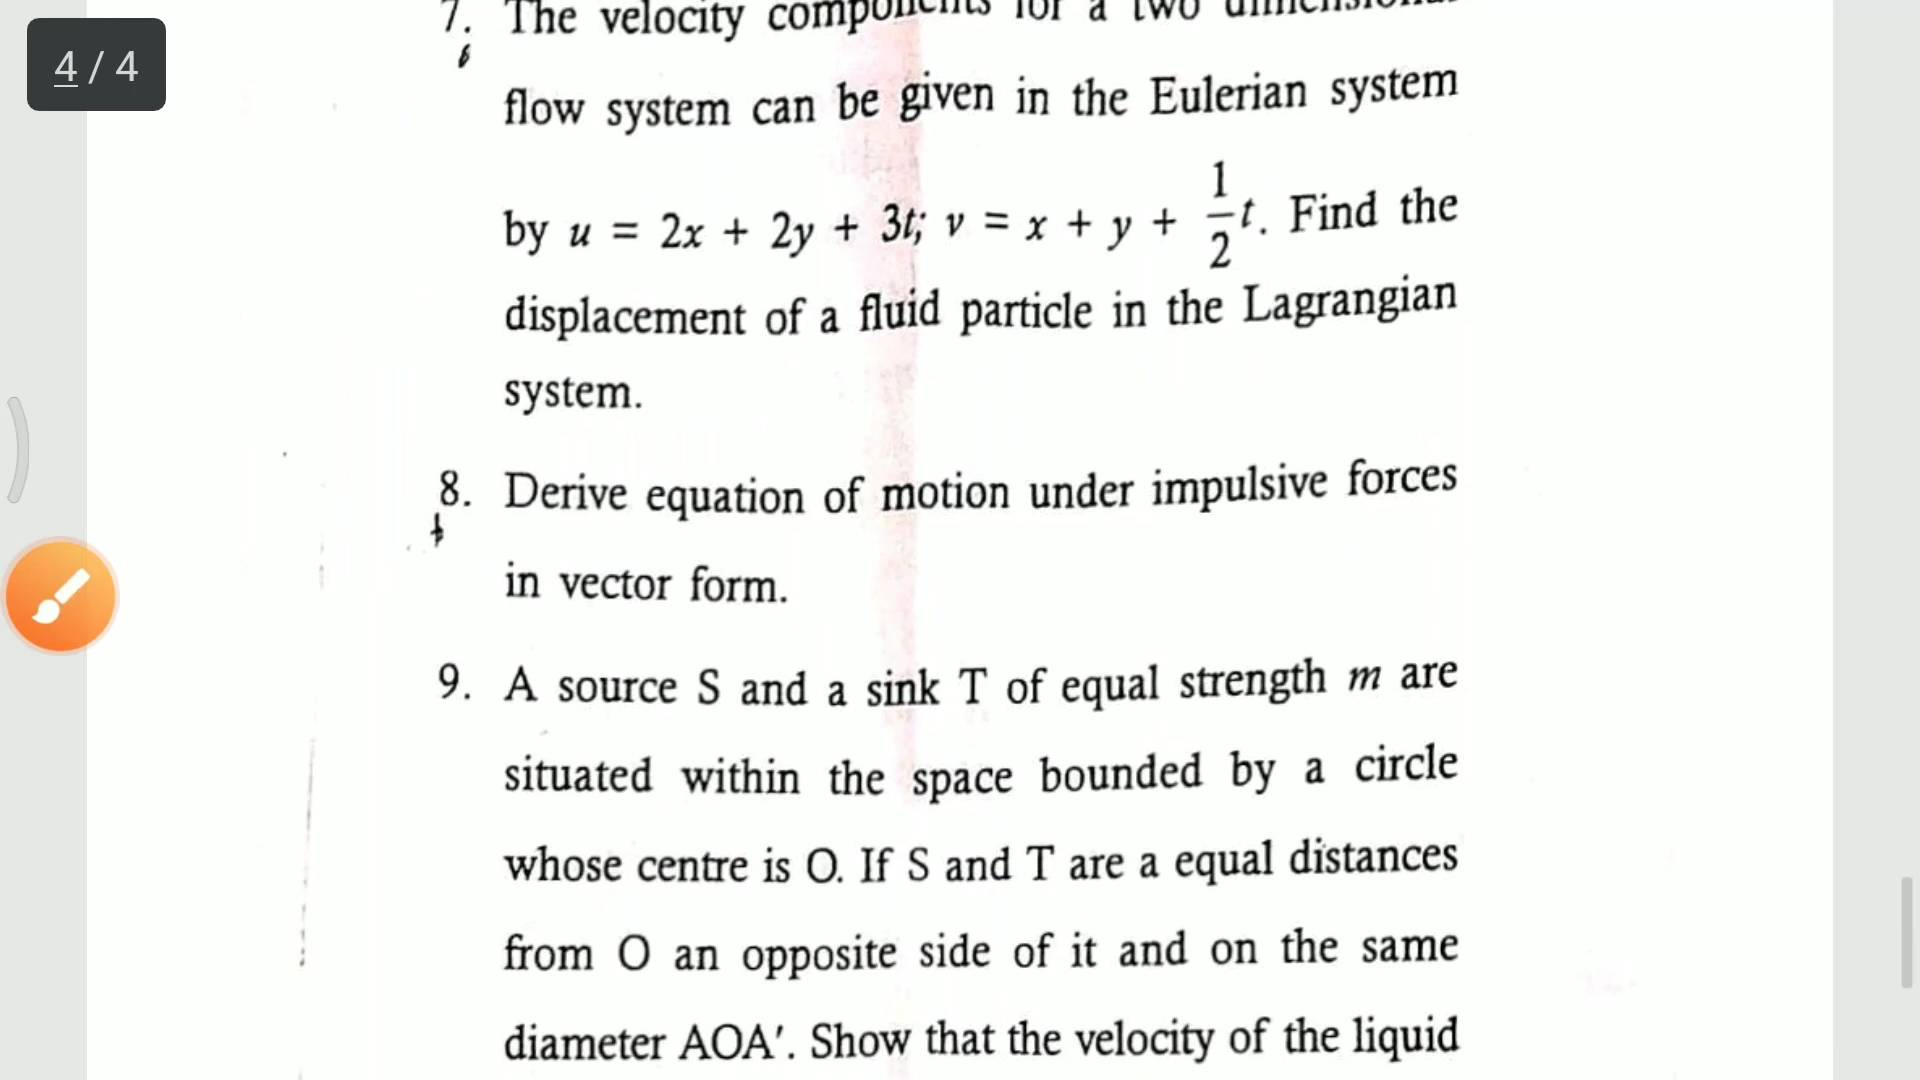 4 / 4
7. The velocity components for a two dimensional
flow system can be given in the Eulerian system
by u = 2x + 2y + 3t; v = x + y + 1/2 t. Find the
displacement of a fluid particle in the Lagrangian
system.
8. Derive equation of motion under impulsive forces
in vector form.
9. A source S and a sink T of equal strength m are
situated within the space bounded by a circle
whose centre is O. If S and T are a equal distances
from O an opposite side of it and on the same
diameter AOA'. Show that the velocity of the liquid